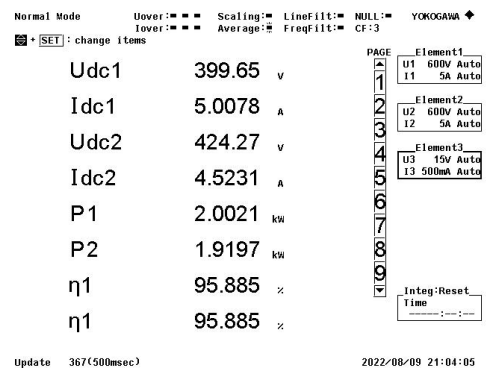 Normal Mode Uover:■ ■ ■ Scaling:■ LineFilt:■ NULL:■ YOKOGAWA ◆
Iover:■ ■ ■ Average: FreqFilt:■ CF:3
+ SET : change items
PAGE
Udc1 399.65 V
Idc1 5.0078 A
Udc2 424.27 V
Idc2 4.5231 A
P1 2.0021 kW
P2 1.9197 kW
η1 95.885 %
η1 95.885 %
▲
1
2
3
4
5
6
7
8
9
▼
Element1
U1 600V Auto
I1 5A Auto
Element2
U2 600V Auto
I2 5A Auto
Element3
U3 15V Auto
I3 500mA Auto
Integ:Reset
Time
-----:--:--
Update 367(500msec) 2022/08/09 21:04:05